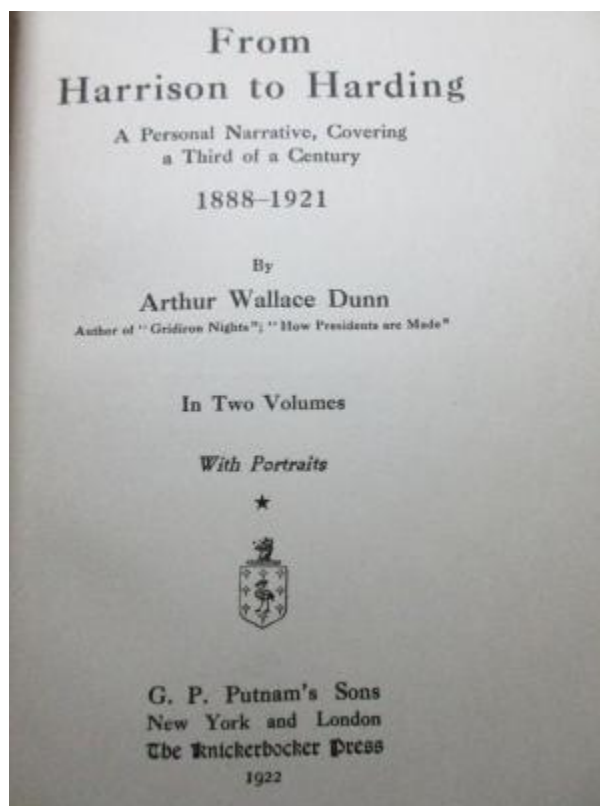 From
Harrison to Harding
A Personal Narrative, Covering
a Third of a Century
1888–1921
By
Arthur Wallace Dunn
Author of "Gridiron Nights"; "How Presidents are Made"
In Two Volumes
With Portraits
★
G. P. Putnam's Sons
New York and London
The Knickerbocker Press
1922